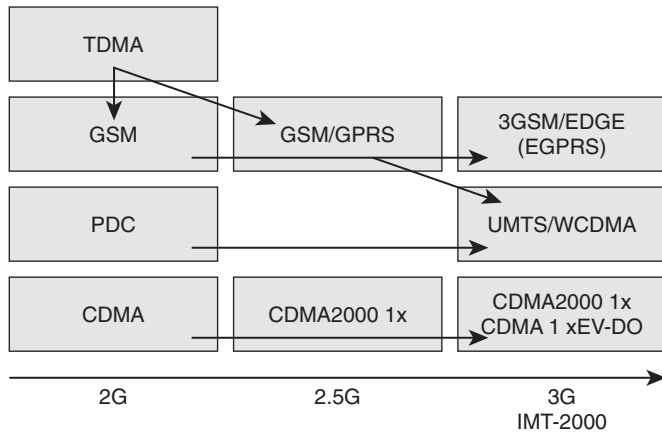 TDMA
GSM
GSM/GPRS
3GSM/EDGE
(EGPRS)
PDC
UMTS/WCDMA
CDMA
CDMA2000 1x
CDMA2000 1x
CDMA 1 xEV-DO
2G
2.5G
3G
IMT-2000